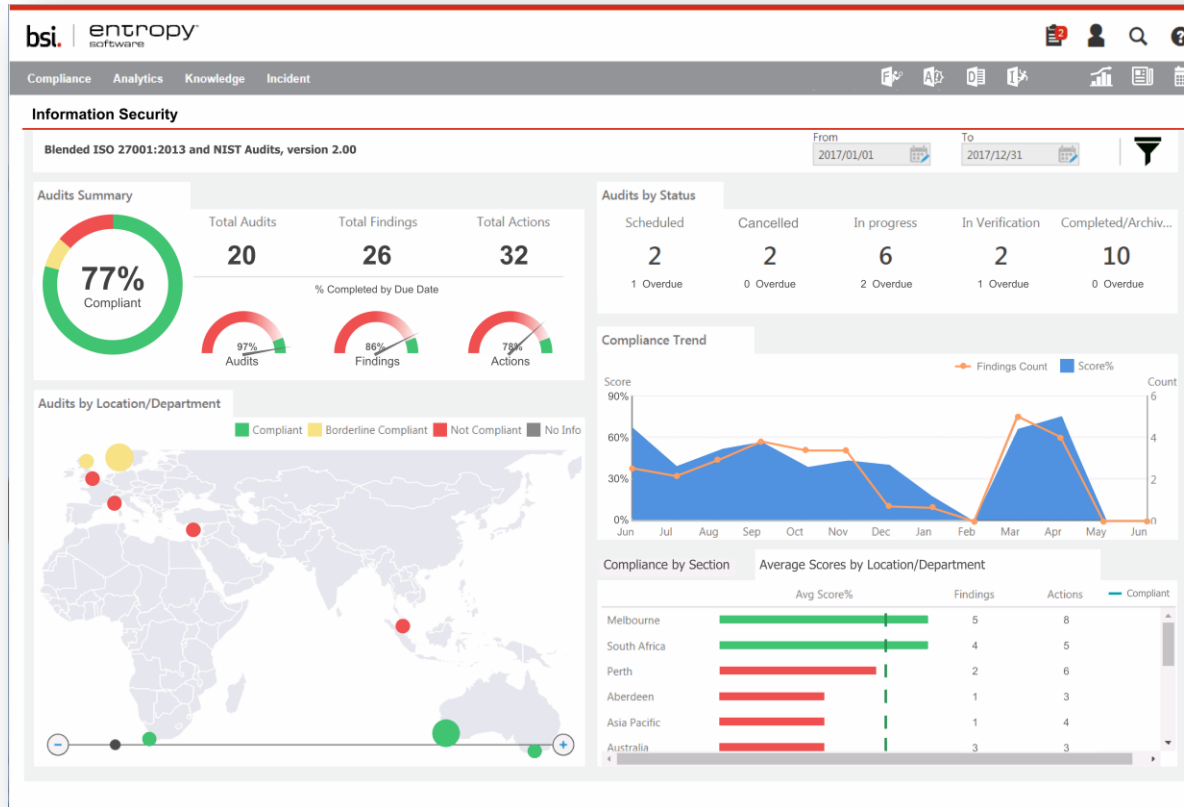 bsi. entropy™
software
2
Compliance Analytics Knowledge Incident
Information Security
Blended ISO 27001:2013 and NIST Audits, version 2.00
From To
2017/01/01 2017/12/31
Audits Summary
77%
Compliant
Total Audits Total Findings Total Actions
20 26 32
% Completed by Due Date
97% 86% 78%
Audits Findings Actions
Audits by Status
Scheduled Cancelled In progress In Verification Completed/Archiv...
2 2 6 2 10
1 Overdue 0 Overdue 2 Overdue 1 Overdue 0 Overdue
Audits by Location/Department
Compliant Borderline Compliant Not Compliant No Info
Compliance Trend
Findings Count Score%
Score Count
90% 6
60% 4
30% 2
0% 0
Jun Jul Aug Sep Oct Nov Dec Jan Feb Mar Apr May Jun
Compliance by Section Average Scores by Location/Department
Avg Score% Findings Actions Compliant
Melbourne 5 8
South Africa 4 5
Perth 2 6
Aberdeen 1 3
Asia Pacific 1 4
Australia 3 3